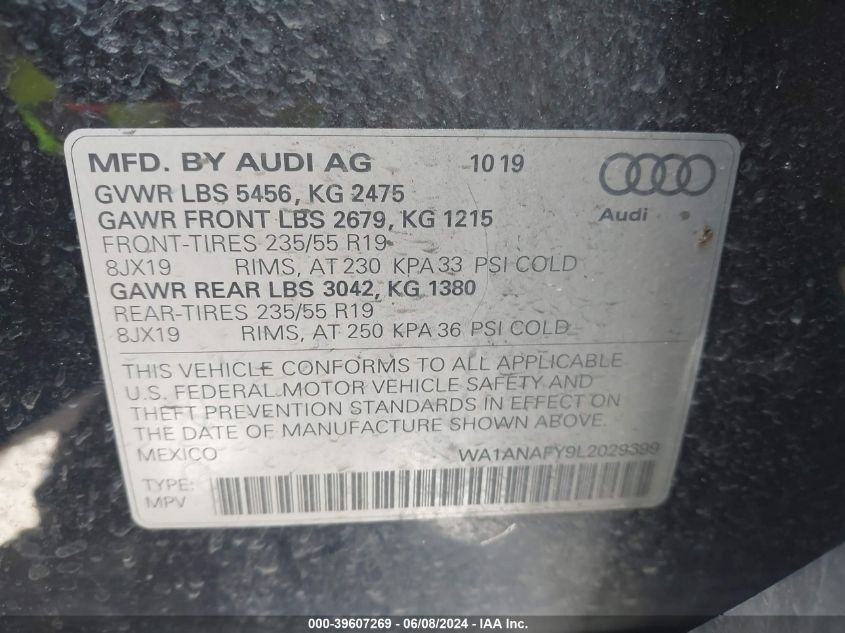 MFD. BY AUDI AG 10 19
GVWR LBS 5456, KG 2475
GAWR FRONT LBS 2679, KG 1215
Audi
FRONT-TIRES 235/55 R19
8JX19 RIMS, AT 230 KPA 33 PSI COLD
GAWR REAR LBS 3042, KG 1380
REAR-TIRES 235/55 R19
8JX19 RIMS, AT 250 KPA 36 PSI COLD
THIS VEHICLE CONFORMS TO ALL APPLICABLE
U.S. FEDERAL MOTOR VEHICLE SAFETY AND
THEFT PREVENTION STANDARDS IN EFFECT ON
THE DATE OF MANUFACTURE SHOWN ABOVE.
MEXICO WA1ANAFY9L2029399
TYPE:
MPV
000-39607269 - 06/08/2024 - IAA Inc.